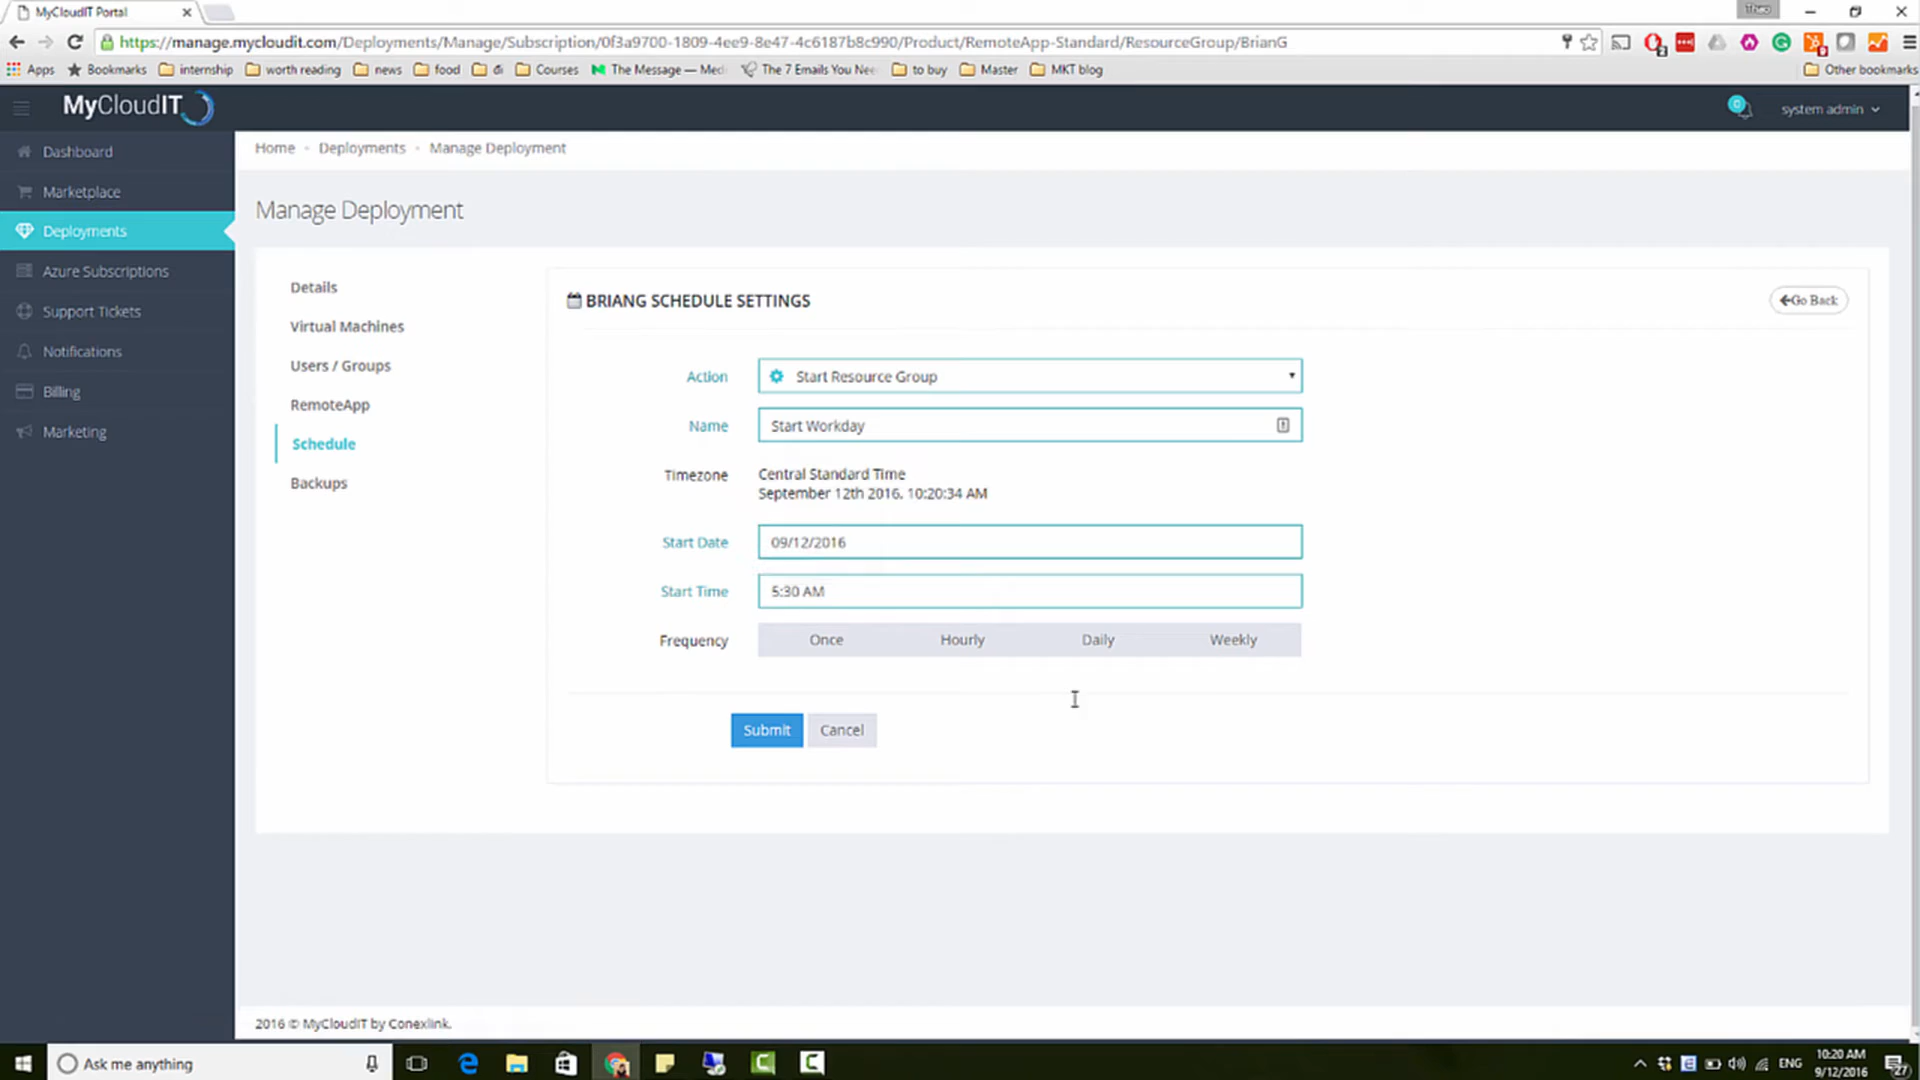 MyCloudIT Portal
Theo
https://manage.mycloudit.com/Deployments/Manage/Subscription/0f3a9700-1809-4ee9-8e47-4c6187b8c990/Product/RemoteApp-Standard/ResourceGroup/BrianG
Apps Bookmarks internship worth reading news food đi Courses The Message — Med The 7 Emails You Nee to buy Master MKT blog Other bookmarks
MyCloudIT
0
system admin
Dashboard
Marketplace
Deployments
Azure Subscriptions
Support Tickets
Notifications
Billing
Marketing
Home - Deployments - Manage Deployment
Manage Deployment
Details
Virtual Machines
Users / Groups
RemoteApp
Schedule
Backups
BRIANG SCHEDULE SETTINGS
Go Back
Action Start Resource Group
Name Start Workday
Timezone Central Standard Time
September 12th 2016, 10:20:34 AM
Start Date 09/12/2016
Start Time 5:30 AM
Frequency Once Hourly Daily Weekly
Submit Cancel
2016 © MyCloudIT by Conexlink.
Ask me anything
ENG
10:20 AM
9/12/2016
27